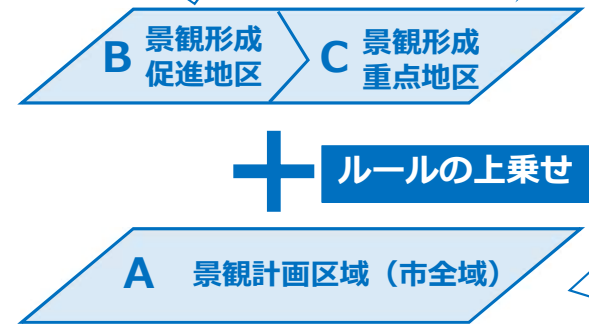 B 景観形成
促進地区
C 景観形成
重点地区
ルールの上乗せ
A 景観計画区域（市全域）